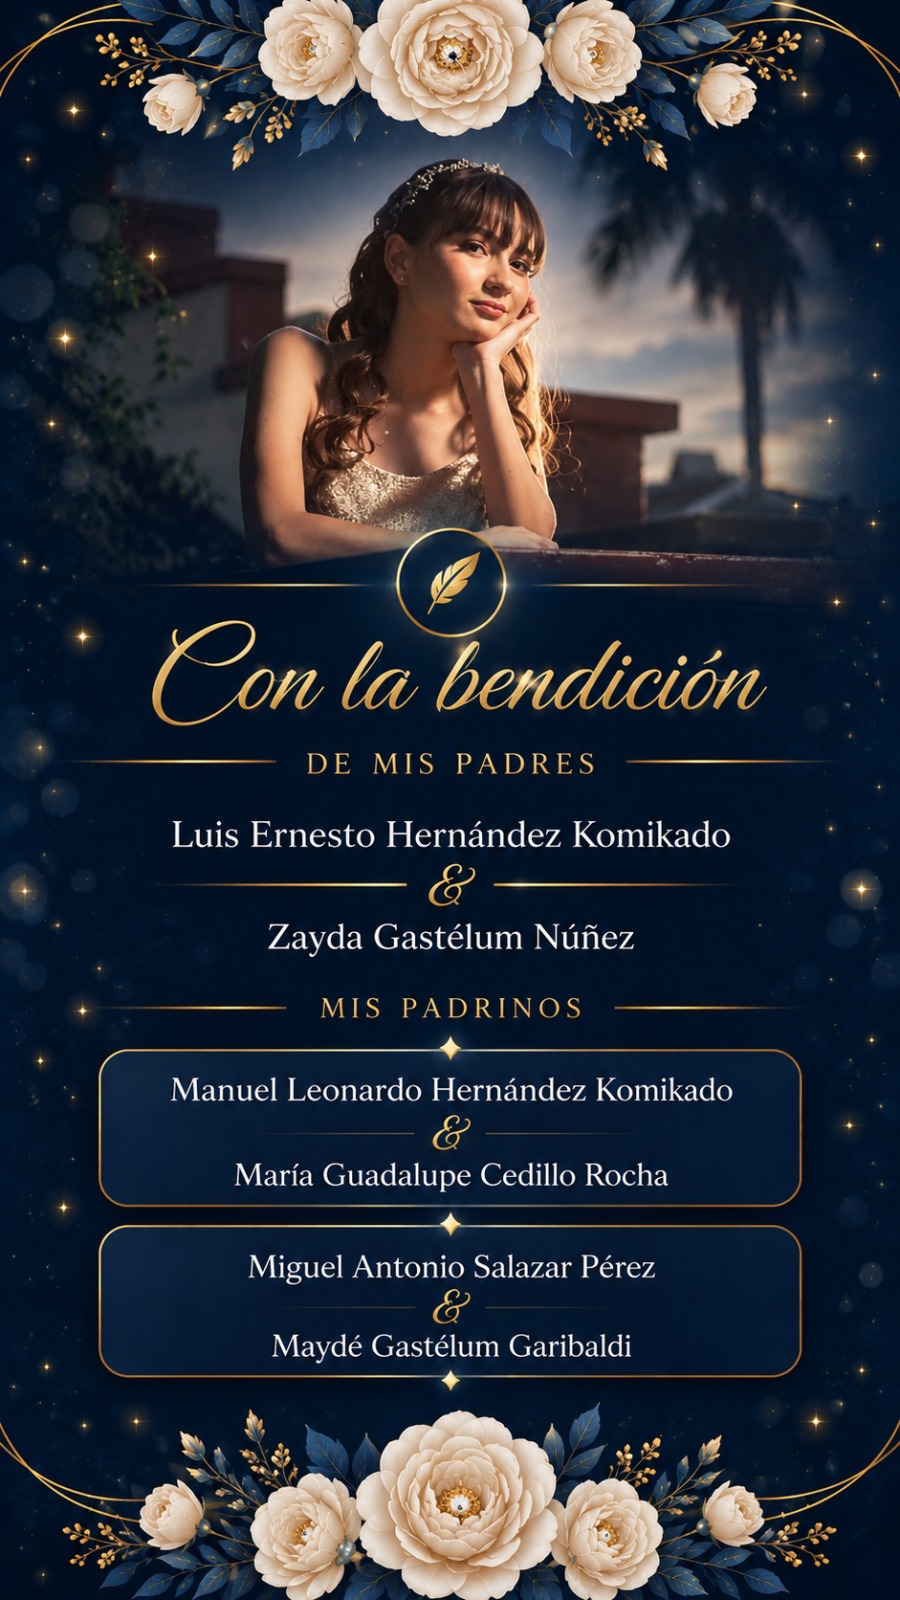 Con la bendición
DE MIS PADRES
Luis Ernesto Hernández Komikado
&
Zayda Gastélum Núñez
MIS PADRINOS
Manuel Leonardo Hernández Komikado
&
María Guadalupe Cedillo Rocha
Miguel Antonio Salazar Pérez
&
Maydé Gastélum Garibaldi